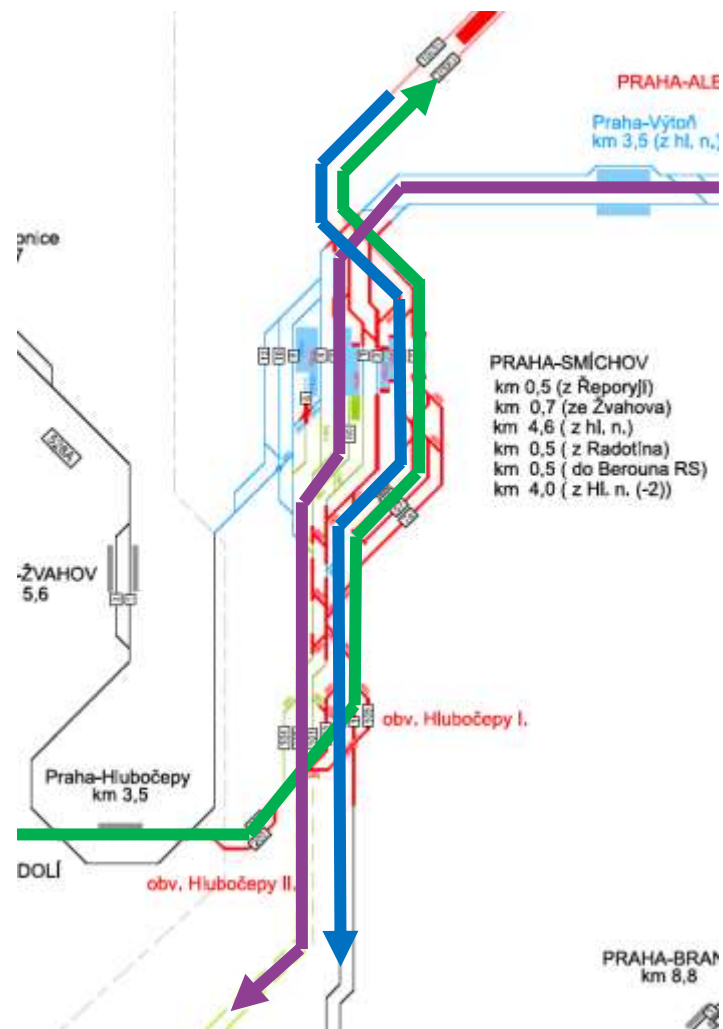 PRAHA-ALB
Praha-Výtoň
km 3,5 (z hl. n.)
onice
7
PRAHA-SMÍCHOV
km 0,5 (z Řeporyjí)
km 0,7 (ze Žvahova)
km 4,6 ( z hl. n.)
km 0,5 ( z Radotína)
km 0,5 ( do Berouna RS)
km 4,0 ( z Hl. n. (-2))
528A
-ŽVAHOV
5,6
obv. Hlubočepy I.
Praha-Hlubočepy
km 3,5
DOLÍ
obv. Hlubočepy II.
PRAHA-BRAN
km 8,8